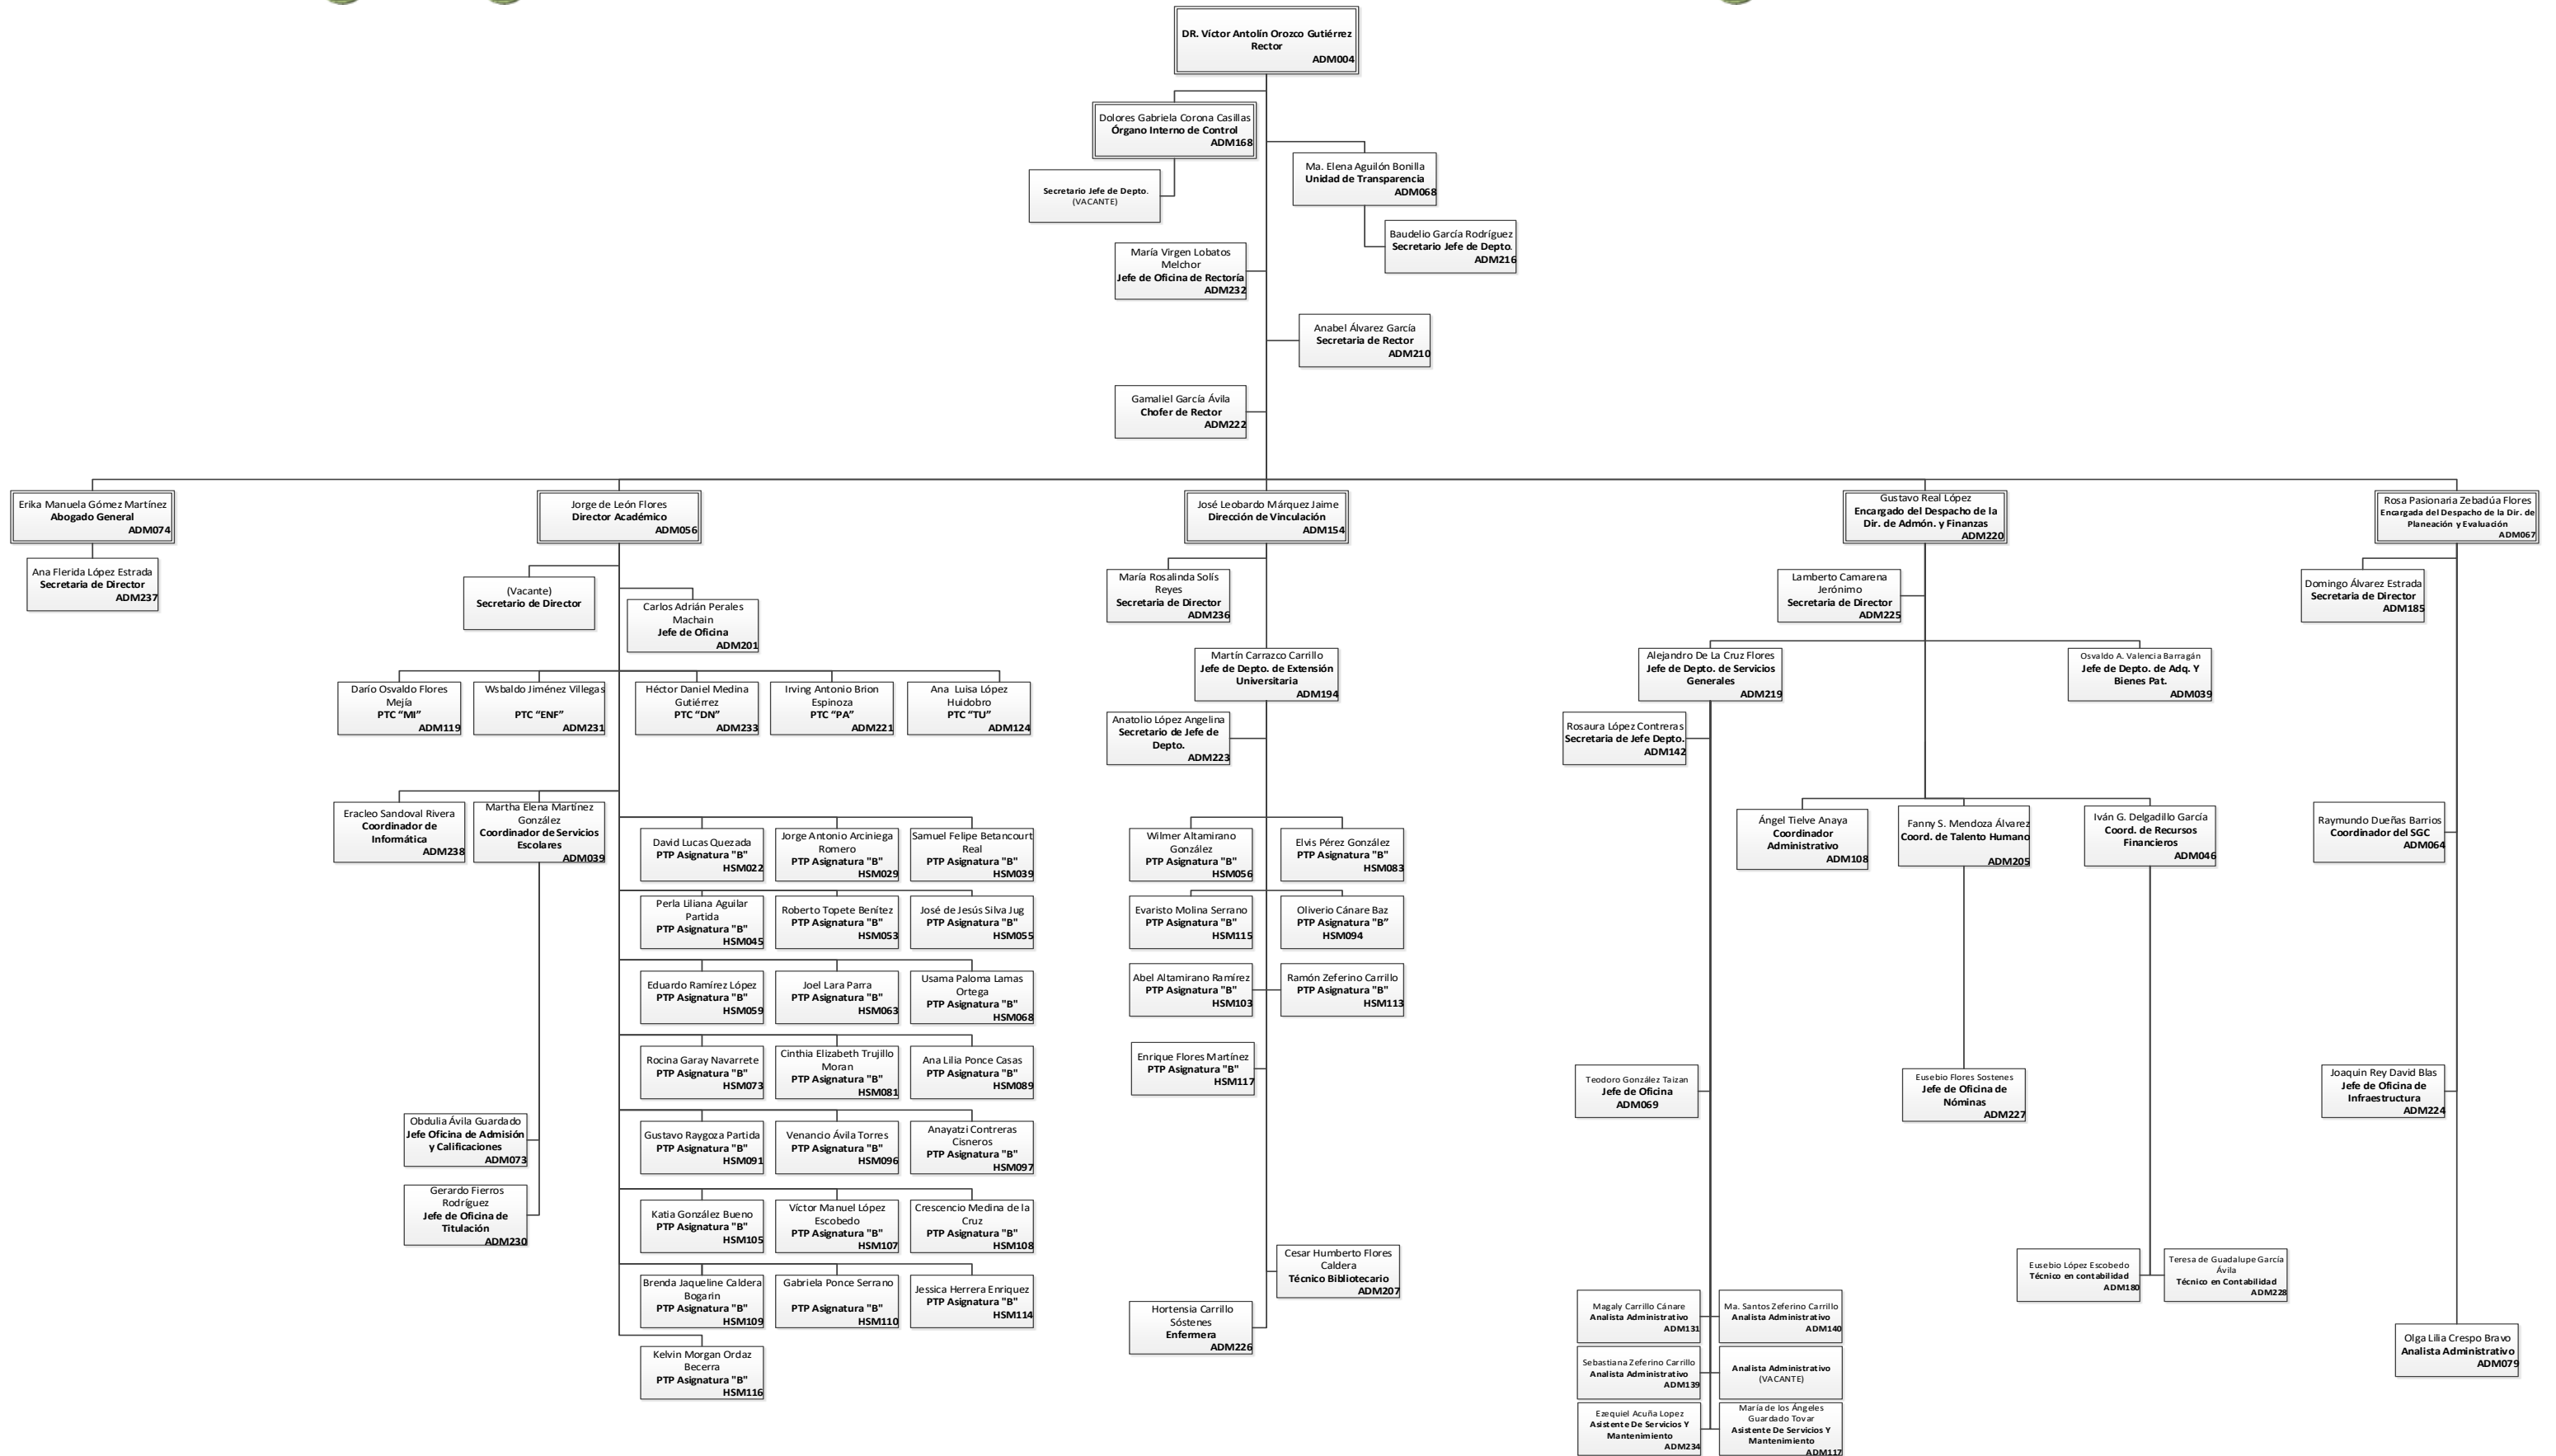 DR. Víctor Antolín Orozco Gutiérrez
Rector
ADM004
Dolores Gabriela Corona Casillas
Órgano Interno de Control
ADM168
Ma. Elena Aguilón Bonilla
Unidad de Transparencia
ADM068
Secretario Jefe de Depto.
(VACANTE)
Baudelio García Rodríguez
Secretario Jefe de Depto.
ADM216
María Virgen Lobatos
Melchor
Jefe de Oficina de Rectoría
ADM232
Anabel Álvarez García
Secretaria de Rector
ADM210
Gamaliel García Ávila
Chofer de Rector
ADM222
Erika Manuela Gómez Martínez
Abogado General
ADM074
Jorge de León Flores
Director Académico
ADM056
José Leobardo Márquez Jaime
Dirección de Vinculación
ADM154
Gustavo Real López
Encargado del Despacho de la
Dir. de Admón. y Finanzas
ADM220
Rosa Pasionaria Zebadúa Flores
Encargada del Despacho de la Dir. de
Planeación y Evaluación
ADM067
Ana Flerida López Estrada
Secretaria de Director
ADM237
(Vacante)
Secretario de Director
Carlos Adrián Perales
Machain
Jefe de Oficina
ADM201
María Rosalinda Solís
Reyes
Secretaria de Director
ADM236
Lamberto Camarena
Jerónimo
Secretaria de Director
ADM225
Domingo Álvarez Estrada
Secretaria de Director
ADM185
Darío Osvaldo Flores
Mejía
PTC “MI”
ADM119
Wsbaldo Jiménez Villegas
PTC “ENF”
ADM231
Héctor Daniel Medina
Gutiérrez
PTC “DN”
ADM233
Irving Antonio Brion
Espinoza
PTC “PA”
ADM221
Ana  Luisa López
Huidobro
PTC “TU”
ADM124
Martín Carrazco Carrillo
Jefe de Depto. de Extensión
Universitaria
ADM194
Alejandro De La Cruz Flores
Jefe de Depto. de Servicios
Generales
ADM219
Osvaldo A. Valencia Barragán
Jefe de Depto. de Adq. Y
Bienes Pat.
ADM039
Anatolio López Angelina
Secretario de Jefe de
Depto.
ADM223
Rosaura López Contreras
Secretaria de Jefe Depto.
ADM142
Eracleo Sandoval Rivera
Coordinador de
Informática
ADM238
Martha Elena Martínez
González
Coordinador de Servicios
Escolares
ADM039
David Lucas Quezada
PTP Asignatura "B"
HSM022
Jorge Antonio Arciniega
Romero
PTP Asignatura "B"
HSM029
Samuel Felipe Betancourt
Real
PTP Asignatura "B"
HSM039
Wilmer Altamirano
González
PTP Asignatura "B"
HSM056
Elvis Pérez González
PTP Asignatura "B"
HSM083
Ángel Tielve Anaya
Coordinador
Administrativo
ADM108
Fanny S. Mendoza Álvarez
Coord. de Talento Humano
ADM205
Iván G. Delgadillo García
Coord. de Recursos
Financieros
ADM046
Raymundo Dueñas Barrios
Coordinador del SGC
ADM064
Perla Liliana Aguilar
Partida
PTP Asignatura "B"
HSM045
Roberto Topete Benítez
PTP Asignatura "B"
HSM053
José de Jesús Silva Jug
PTP Asignatura "B"
HSM055
Evaristo Molina Serrano
PTP Asignatura "B"
HSM115
Oliverio Cánare Baz
PTP Asignatura "B”
HSM094
Eduardo Ramírez López
PTP Asignatura "B"
HSM059
Joel Lara Parra
PTP Asignatura "B"
HSM063
Usama Paloma Lamas
Ortega
PTP Asignatura "B"
HSM068
Abel Altamirano Ramírez
PTP Asignatura "B"
HSM103
Ramón Zeferino Carrillo
PTP Asignatura "B"
HSM113
Rocina Garay Navarrete
PTP Asignatura "B"
HSM073
Cinthia Elizabeth Trujillo
Moran
PTP Asignatura "B"
HSM081
Ana Lilia Ponce Casas
PTP Asignatura "B"
HSM089
Enrique Flores Martínez
PTP Asignatura "B"
HSM117
Teodoro González Taizan
Jefe de Oficina
ADM069
Eusebio Flores Sostenes
Jefe de Oficina de
Nóminas
ADM227
Joaquin Rey David Blas
Jefe de Oficina de
Infraestructura
ADM224
Obdulia Ávila Guardado
Jefe Oficina de Admisión
y Calificaciones
ADM073
Gustavo Raygoza Partida
PTP Asignatura "B"
HSM091
Venancio Ávila Torres
PTP Asignatura "B"
HSM096
Anayatzi Contreras
Cisneros
PTP Asignatura "B"
HSM097
Gerardo Fierros
Rodríguez
Jefe de Oficina de
Titulación
ADM230
Katia González Bueno
PTP Asignatura "B"
HSM105
Víctor Manuel López
Escobedo
PTP Asignatura "B"
HSM107
Crescencio Medina de la
Cruz
PTP Asignatura "B"
HSM108
Cesar Humberto Flores
Caldera
Técnico Bibliotecario
ADM207
Eusebio López Escobedo
Técnico en contabilidad
ADM180
Teresa de Guadalupe García
Ávila
Técnico en Contabilidad
ADM228
Brenda Jaqueline Caldera
Bogarin
PTP Asignatura "B"
HSM109
Gabriela Ponce Serrano
PTP Asignatura "B"
HSM110
Jessica Herrera Enriquez
PTP Asignatura "B"
HSM114
Hortensia Carrillo
Sóstenes
Enfermera
ADM226
Magaly Carrillo Cánare
Analista Administrativo
ADM131
Ma. Santos Zeferino Carrillo
Analista Administrativo
ADM140
Olga Lilia Crespo Bravo
Analista Administrativo
ADM079
Kelvin Morgan Ordaz
Becerra
PTP Asignatura "B"
HSM116
Sebastiana Zeferino Carrillo
Analista Administrativo
ADM139
Analista Administrativo
(VACANTE)
Ezequiel Acuña Lopez
Asistente De Servicios Y
Mantenimiento
ADM234
María de los Ángeles
Guardado Tovar
Asistente De Servicios Y
Mantenimiento
ADM117